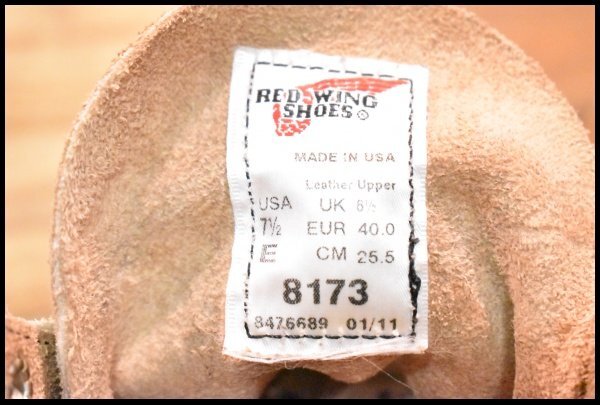 RED WING
SHOES®
MADE IN USA
Leather Upper
USA UK 6½
7½ EUR 40.0
E CM 25.5
8173
8476689 01/11